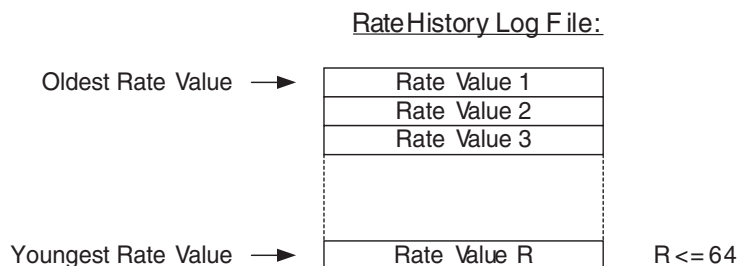 RateHistory Log File:
Oldest Rate Value
Rate Value 1
Rate Value 2
Rate Value 3
Youngest Rate Value
Rate Value R
R<=64